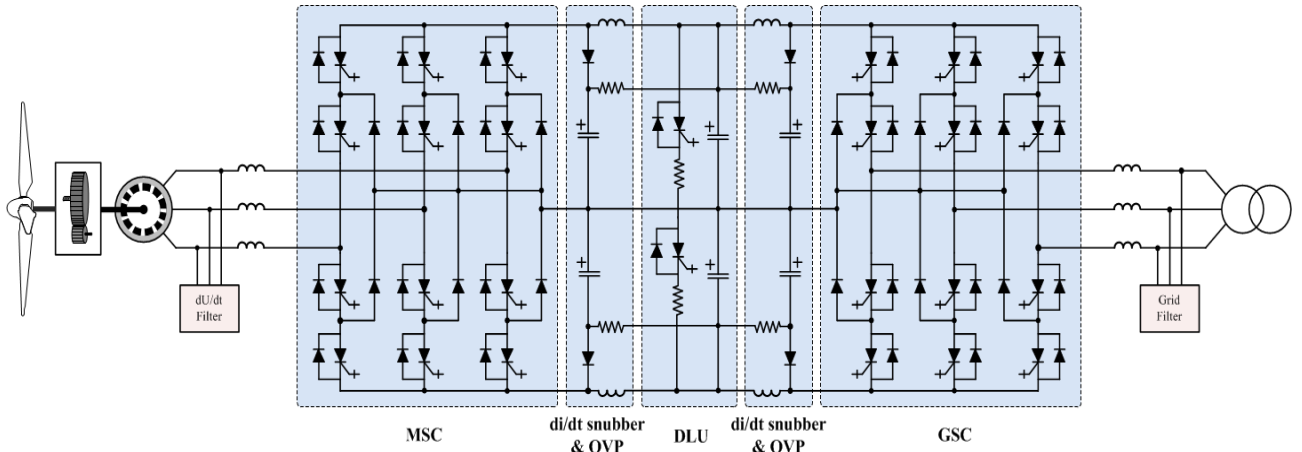 dU/dt
Filter
Grid
Filter
MSC
di/dt snubber
& OVP
DLU
di/dt snubber
& OVP
GSC